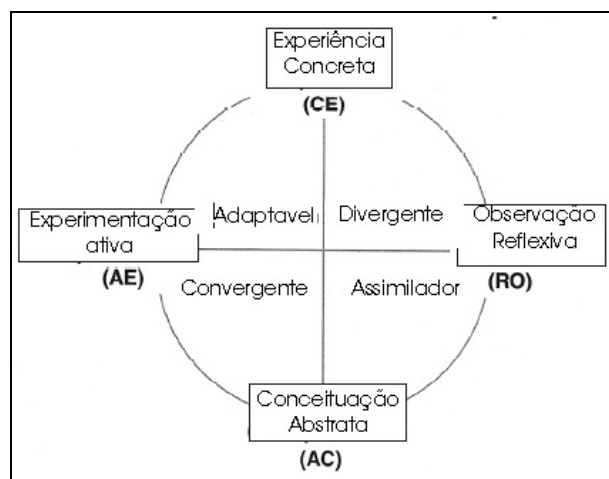 Experiência
Concreta
(CE)
Adaptavel
Divergente
Experimentação
ativa
(AE)
Observação
Reflexiva
(RO)
Convergente
Assimilador
Conceituação
Abstrata
(AC)